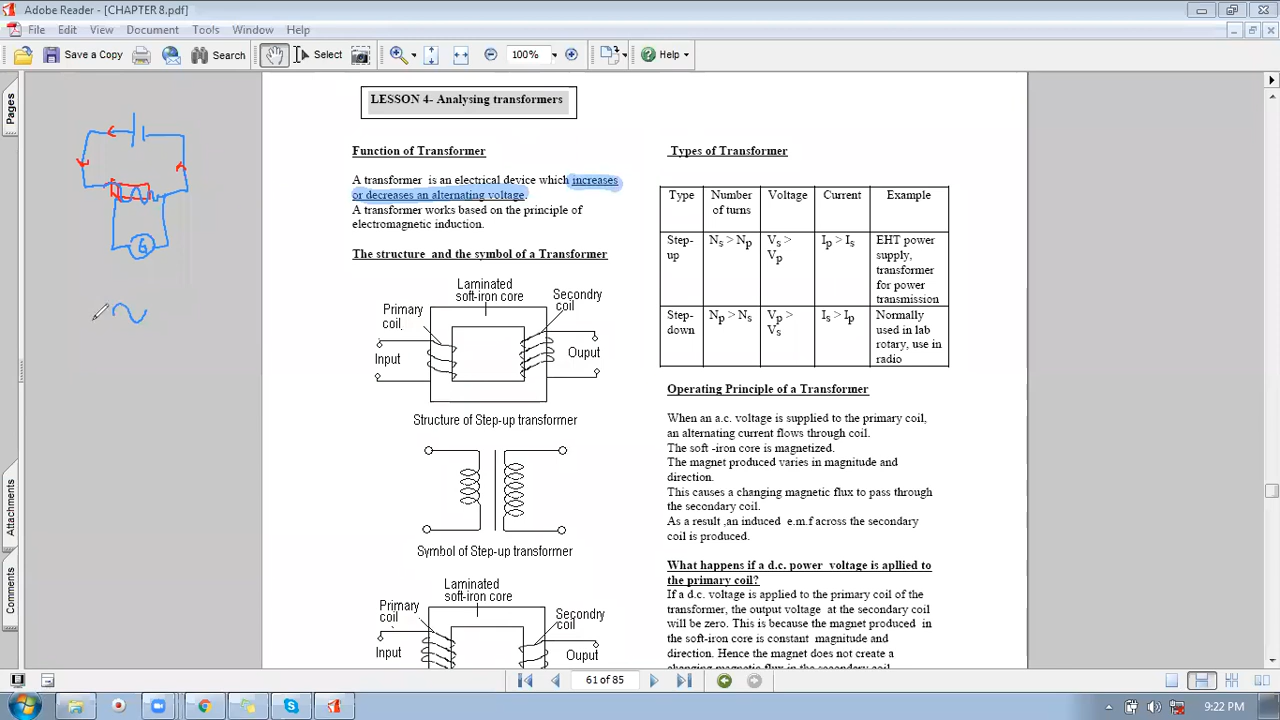 Adobe Reader - [CHAPTER 8.pdf]
File Edit View Document Tools Window Help
Save a Copy Search Select 100% Help
Pages
Attachments
Comments
G
LESSON 4- Analysing transformers
Function of Transformer
A transformer is an electrical device which increases
or decreases an alternating voltage.
A transformer works based on the principle of
electromagnetic induction.
The structure and the symbol of a Transformer
Laminated
soft-iron core
Secondry
coil
Primary
coil.
Input
Ouput
Structure of Step-up transformer
Symbol of Step-up transformer
Laminated
soft-iron core
Primary
coil
Secondry
coil
Input
Ouput
Types of Transformer
Type Number of turns Voltage Current Example
Step-up Ns > Np Vs > Vp Ip > Is EHT power supply, transformer for power transmission
Step-down Np > Ns Vp > Vs Is > Ip Normally used in lab rotary, use in radio
Operating Principle of a Transformer
When an a.c. voltage is supplied to the primary coil,
an alternating current flows through coil.
The soft -iron core is magnetized.
The magnet produced varies in magnitude and
direction.
This causes a changing magnetic flux to pass through
the secondary coil.
As a result ,an induced e.m.f across the secondary
coil is produced.
What happens if a d.c. power voltage is apllied to
the primary coil?
If a d.c. voltage is applied to the primary coil of the
transformer, the output voltage at the secondary coil
will be zero. This is because the magnet produced in
the soft-iron core is constant magnitude and
direction. Hence the magnet does not create a
changing magnetic flux in the secondary coil
61 of 85
9:22 PM